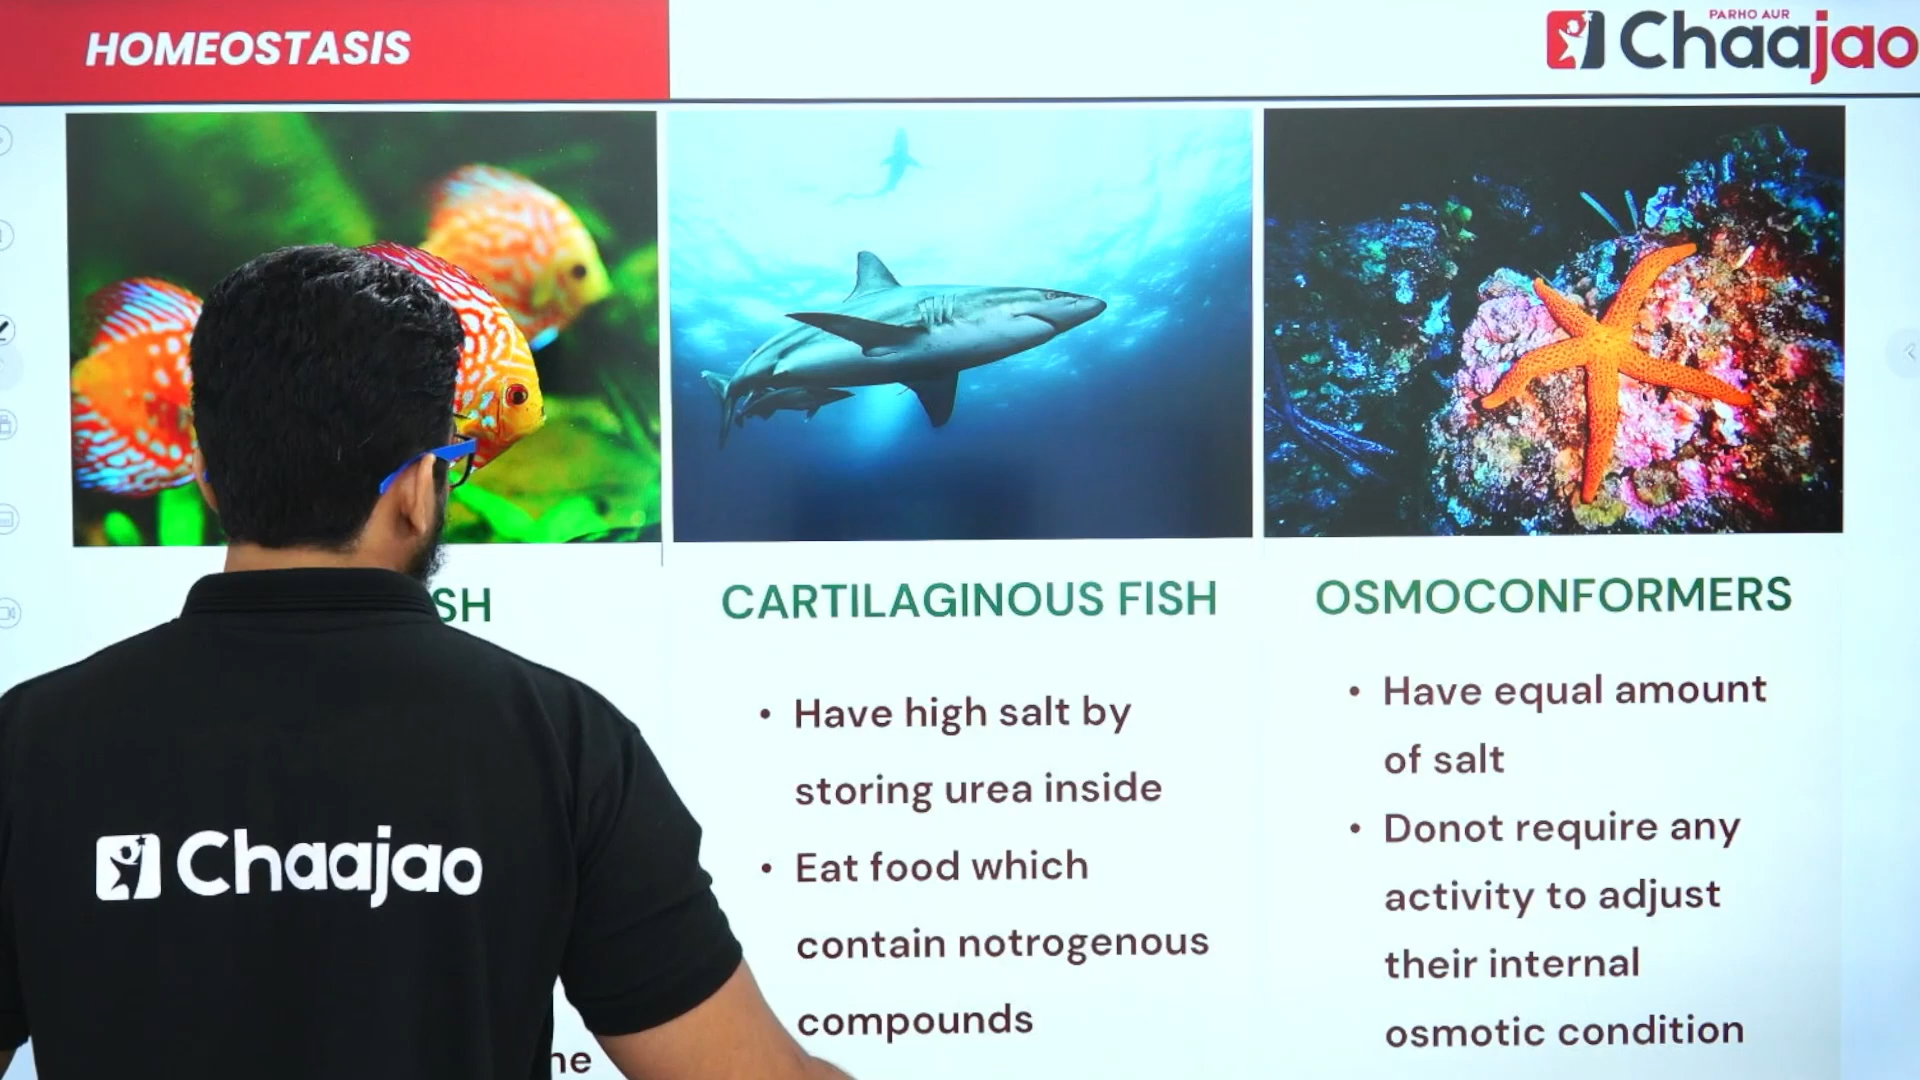 HOMEOSTASIS
PARHO AUR
Chaajao
SH
CARTILAGINOUS FISH
• Have high salt by
storing urea inside
• Eat food which
contain notrogenous
compounds
OSMOCONFORMERS
• Have equal amount
of salt
• Donot require any
activity to adjust
their internal
osmotic condition
Chaajao